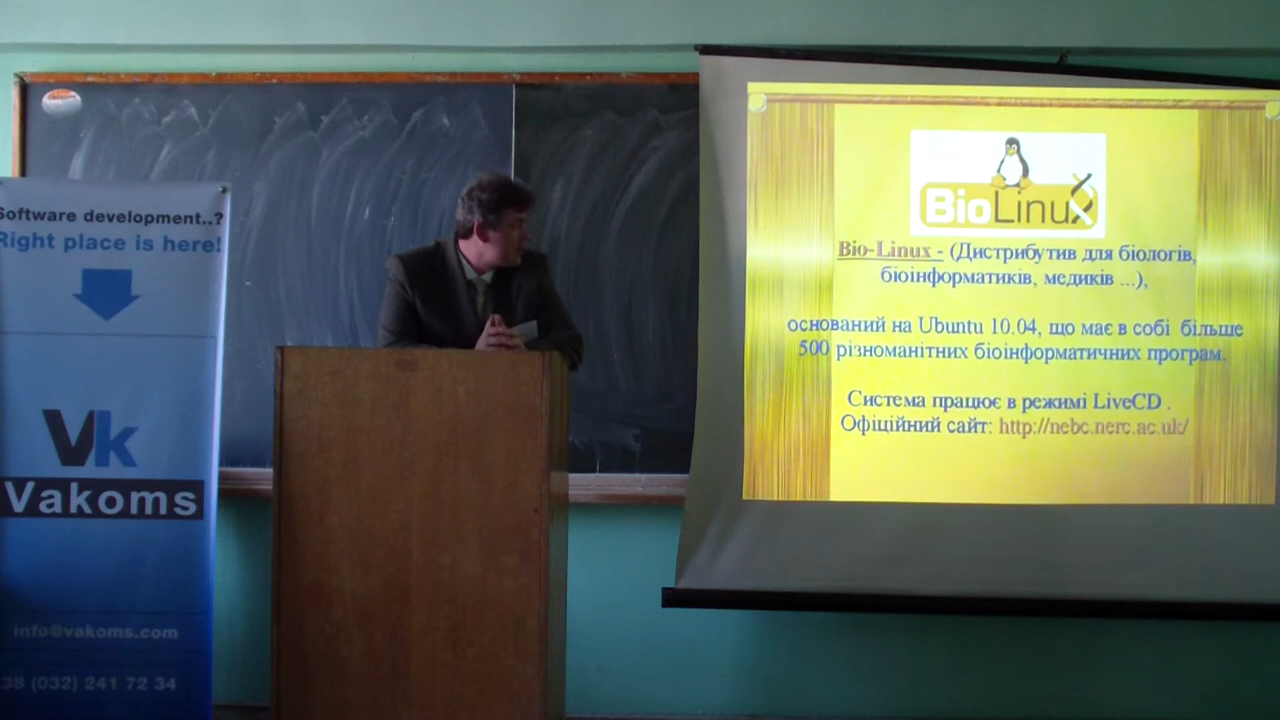 Software development..?
Right place is here!
Vk
Vakoms
info@vakoms.com
38 (032) 241 72 34
BioLinux
Bio-Linux - (Дистрибутив для біологів,
біоінформатиків, медиків ...),
оснований на Ubuntu 10.04, що має в собі більше
500 різноманітних біоінформатичних програм.
Система працює в режимі LiveCD .
Офіційний сайт: http://nebc.nerc.ac.uk/